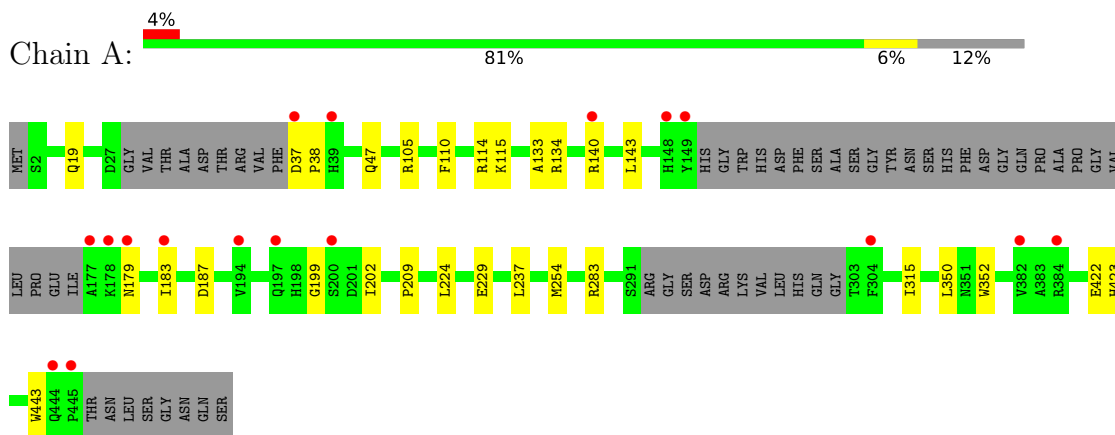 4%
Chain A:
81% 6% 12%
MET S2 Q19 D27 GLY VAL THR ALA ASP THR ARG VAL PHE D37 P38 H39 Q47 R105 F110 R114 K115 A133 R134 R140 L143 H148 Y149 HIS GLY TRP HIS ASP PHE SER ALA SER GLY TYR ASN SER HIS PHE ASP GLY GLN PRO ALA PRO GLY VAL
LEU PRO GLU ILE A177 K178 N179 I183 D187 V194 Q197 H198 G199 S200 D201 I202 P209 L224 E229 L237 M254 R283 S291 ARG GLY SER ASP ARG LYS VAL LEU HIS GLN GLY T303 F304 I315 L350 N351 W352 V382 A383 R384 E422 H423
W443 Q444 P445 THR ASN LEU SER GLY ASN GLN SER